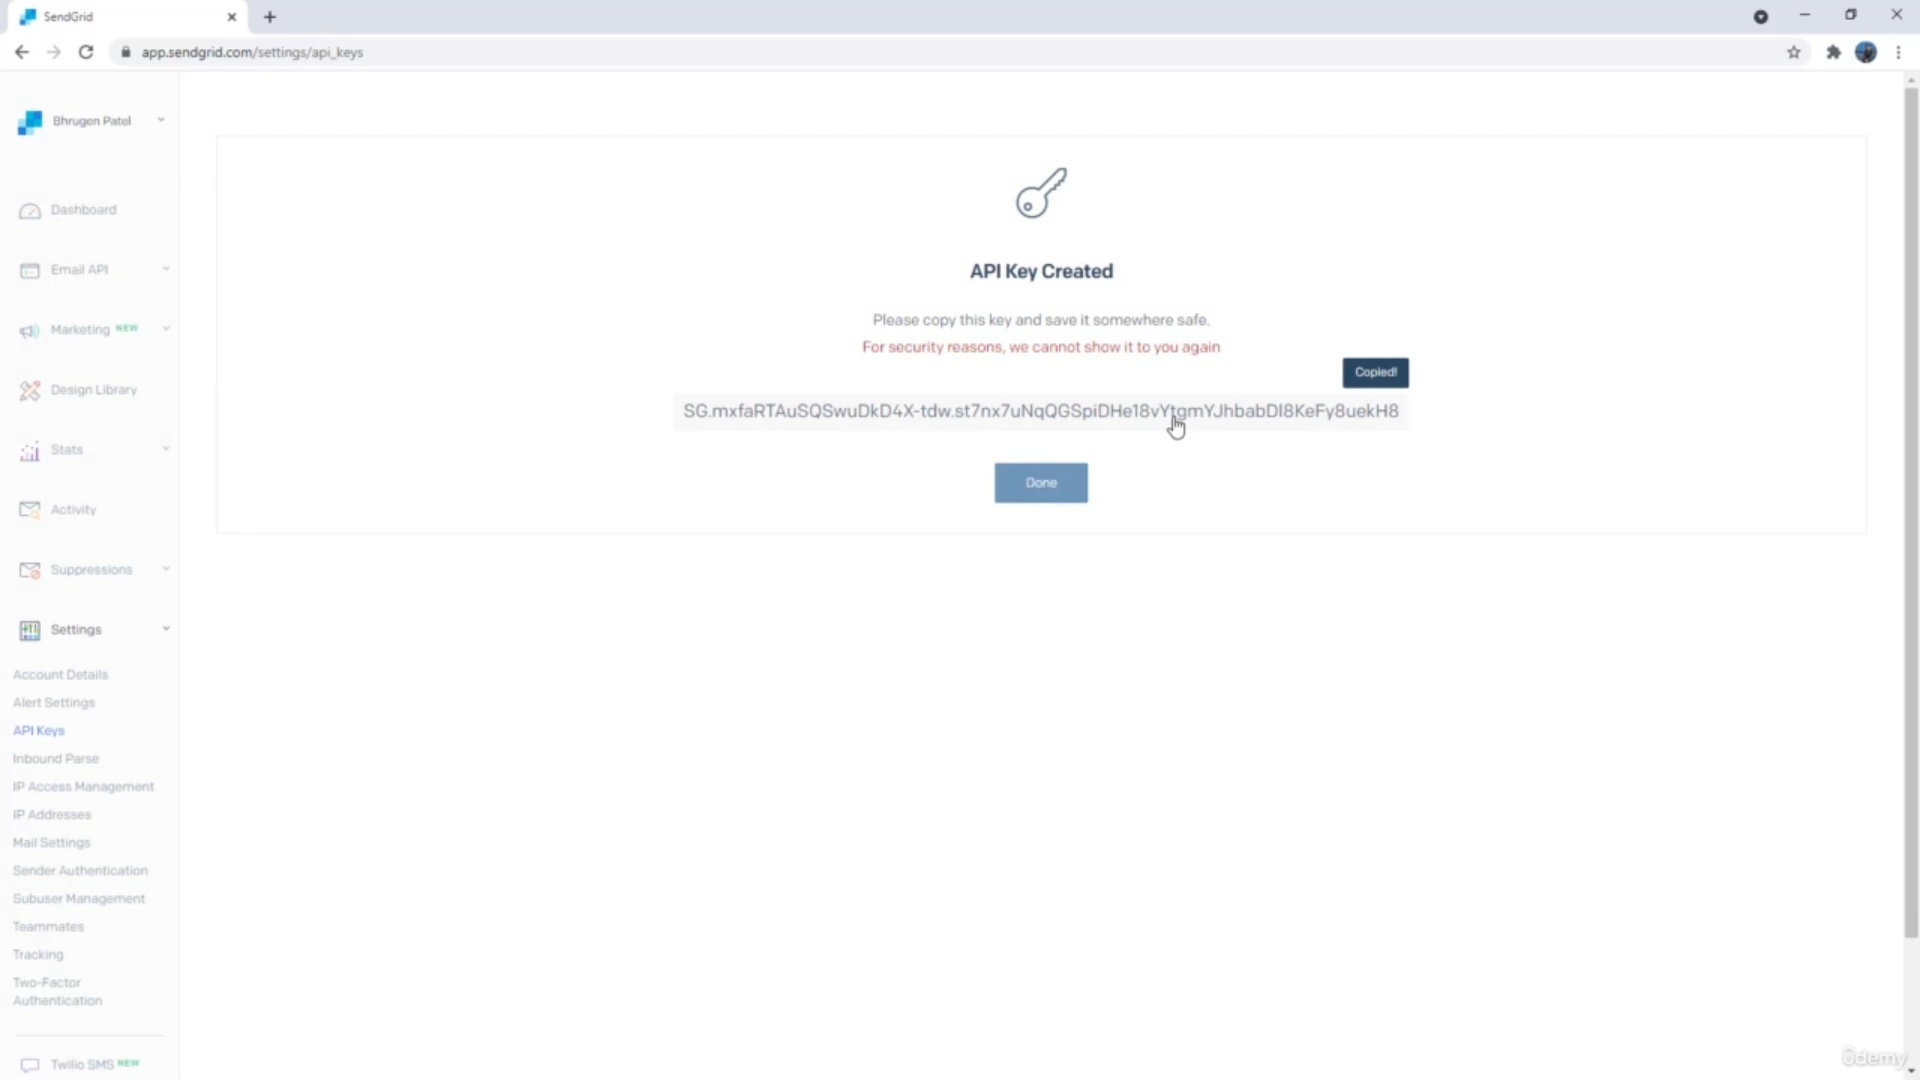 SendGrid
app.sendgrid.com/settings/api_keys
Bhrugen Patel
Dashboard
Email API
Marketing NEW
Design Library
Stats
Activity
Suppressions
Settings
Account Details
Alert Settings
API Keys
Inbound Parse
IP Access Management
IP Addresses
Mail Settings
Sender Authentication
Subuser Management
Teammates
Tracking
Two-Factor
Authentication
Twilio SMS NEW
API Key Created
Please copy this key and save it somewhere safe.
For security reasons, we cannot show it to you again
Copied!
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
Done
ûdemy